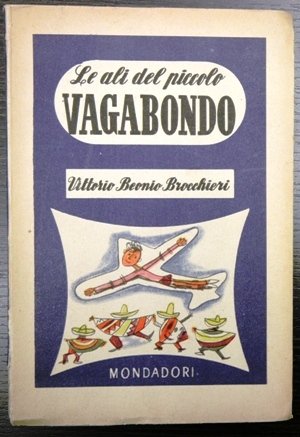 Le ali del piccolo
VAGABONDO
Vittorio Beonio-Brocchieri
MONDADORI